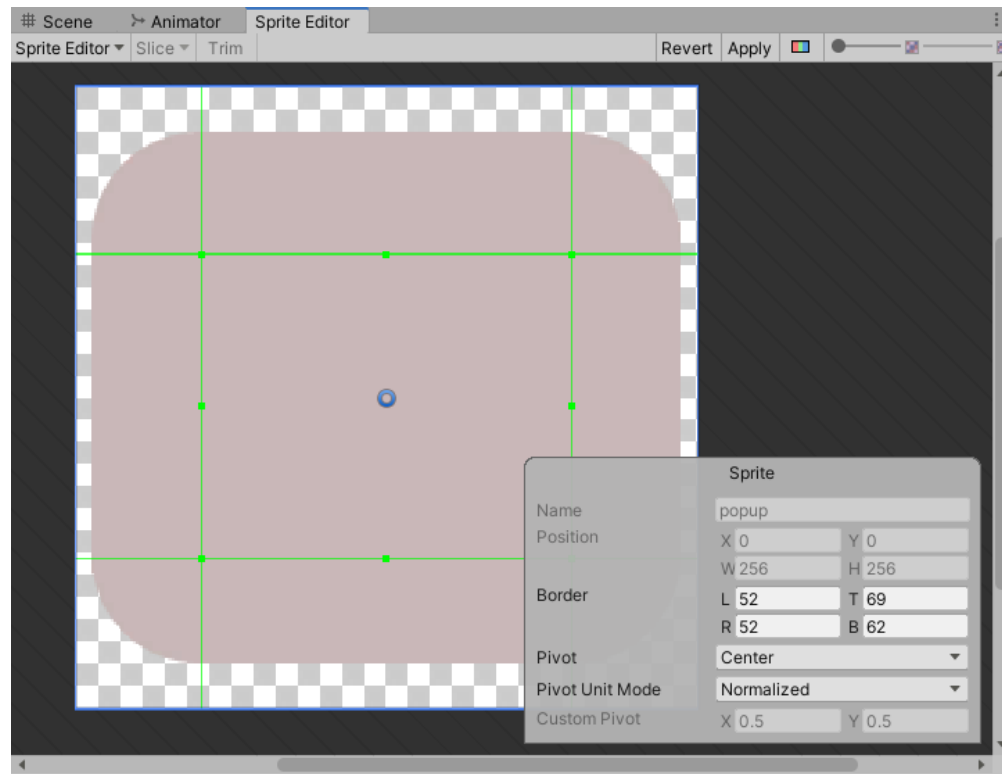 Scene Animator Sprite Editor
Sprite Editor Slice Trim Revert Apply
Sprite
Name popup
Position X 0 Y 0
W 256 H 256
Border L 52 T 69
R 52 B 62
Pivot Center
Pivot Unit Mode Normalized
Custom Pivot X 0.5 Y 0.5